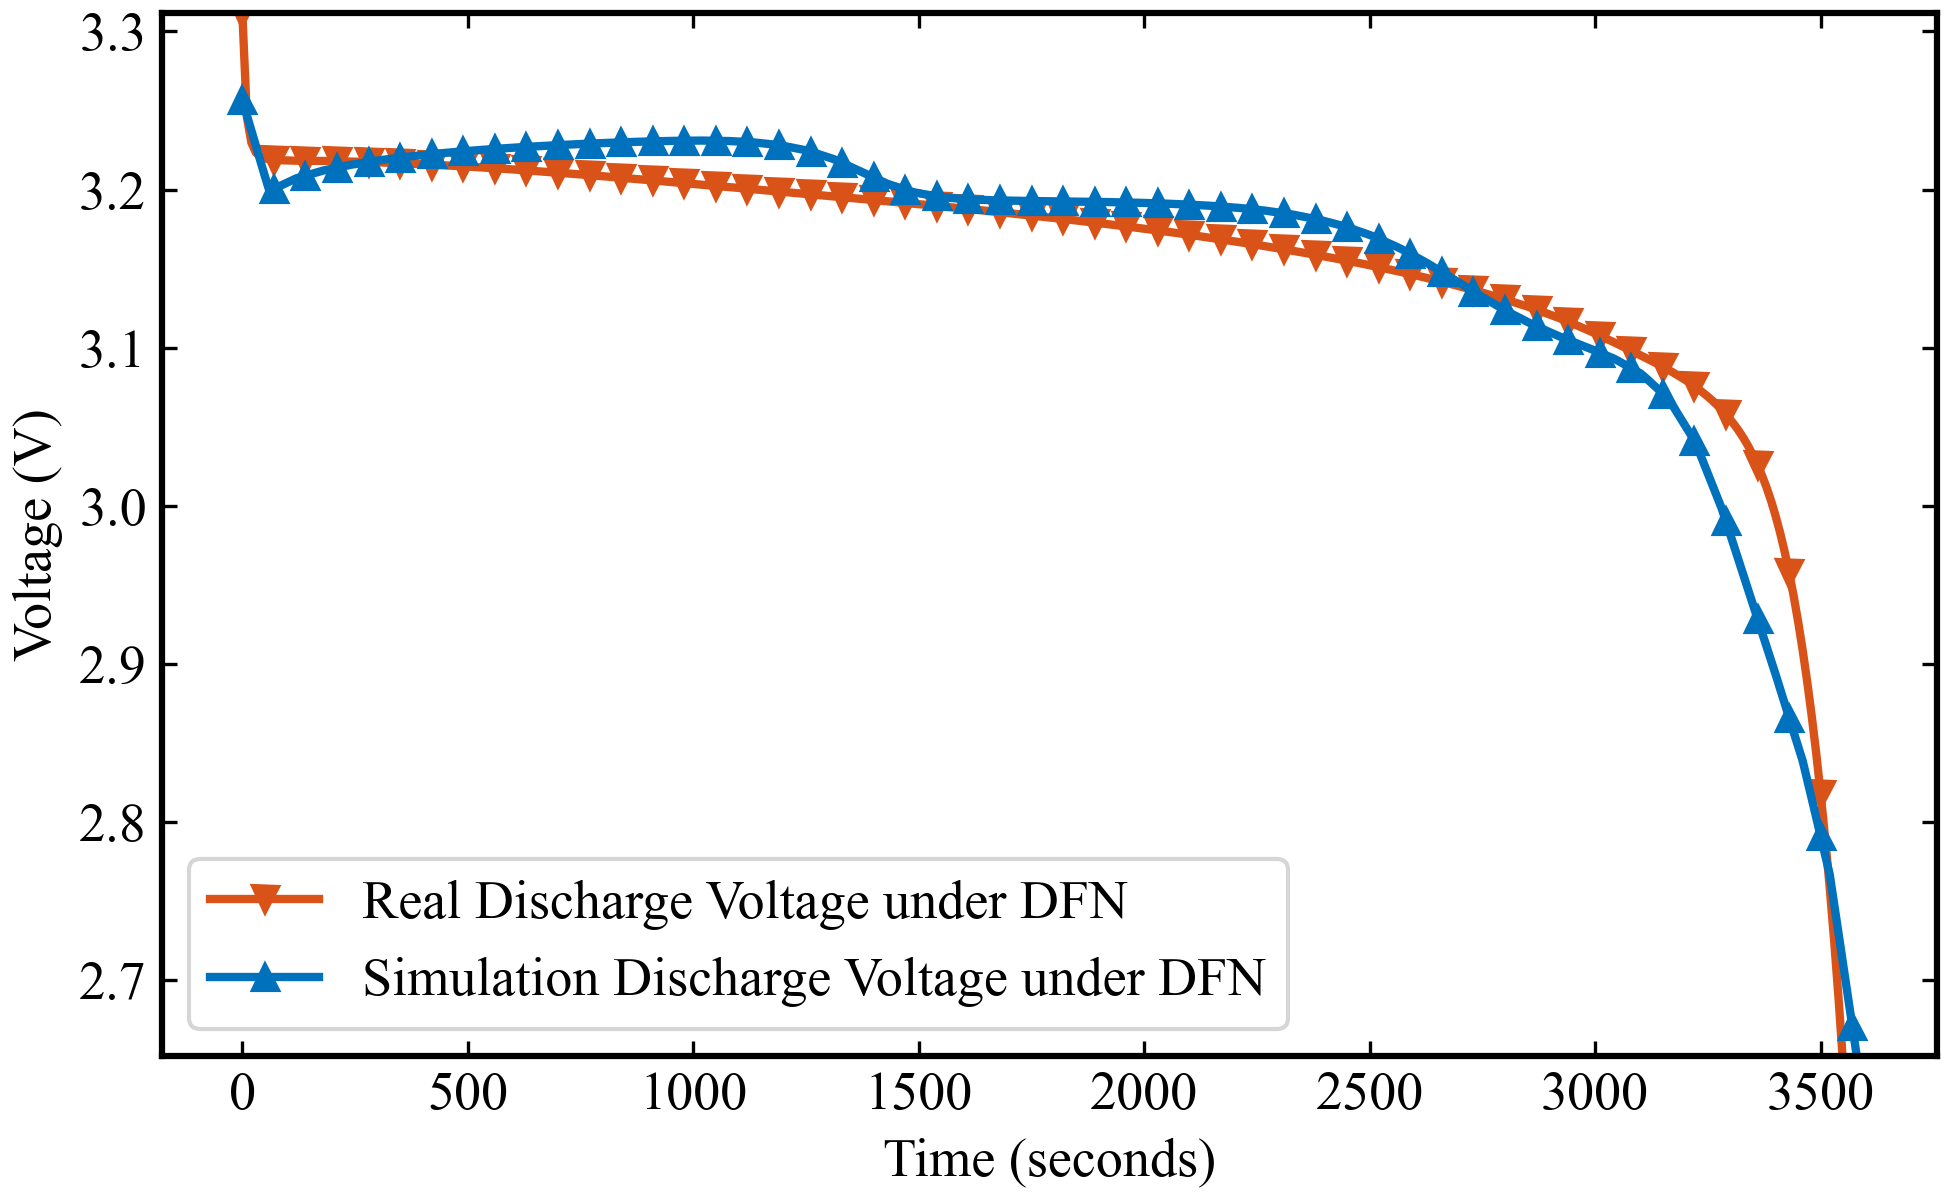 3.3
3.2
3.1
3.0
2.9
2.8
2.7
Voltage (V)
Real Discharge Voltage under DFN
Simulation Discharge Voltage under DFN
0 500 1000 1500 2000 2500 3000 3500
Time (seconds)